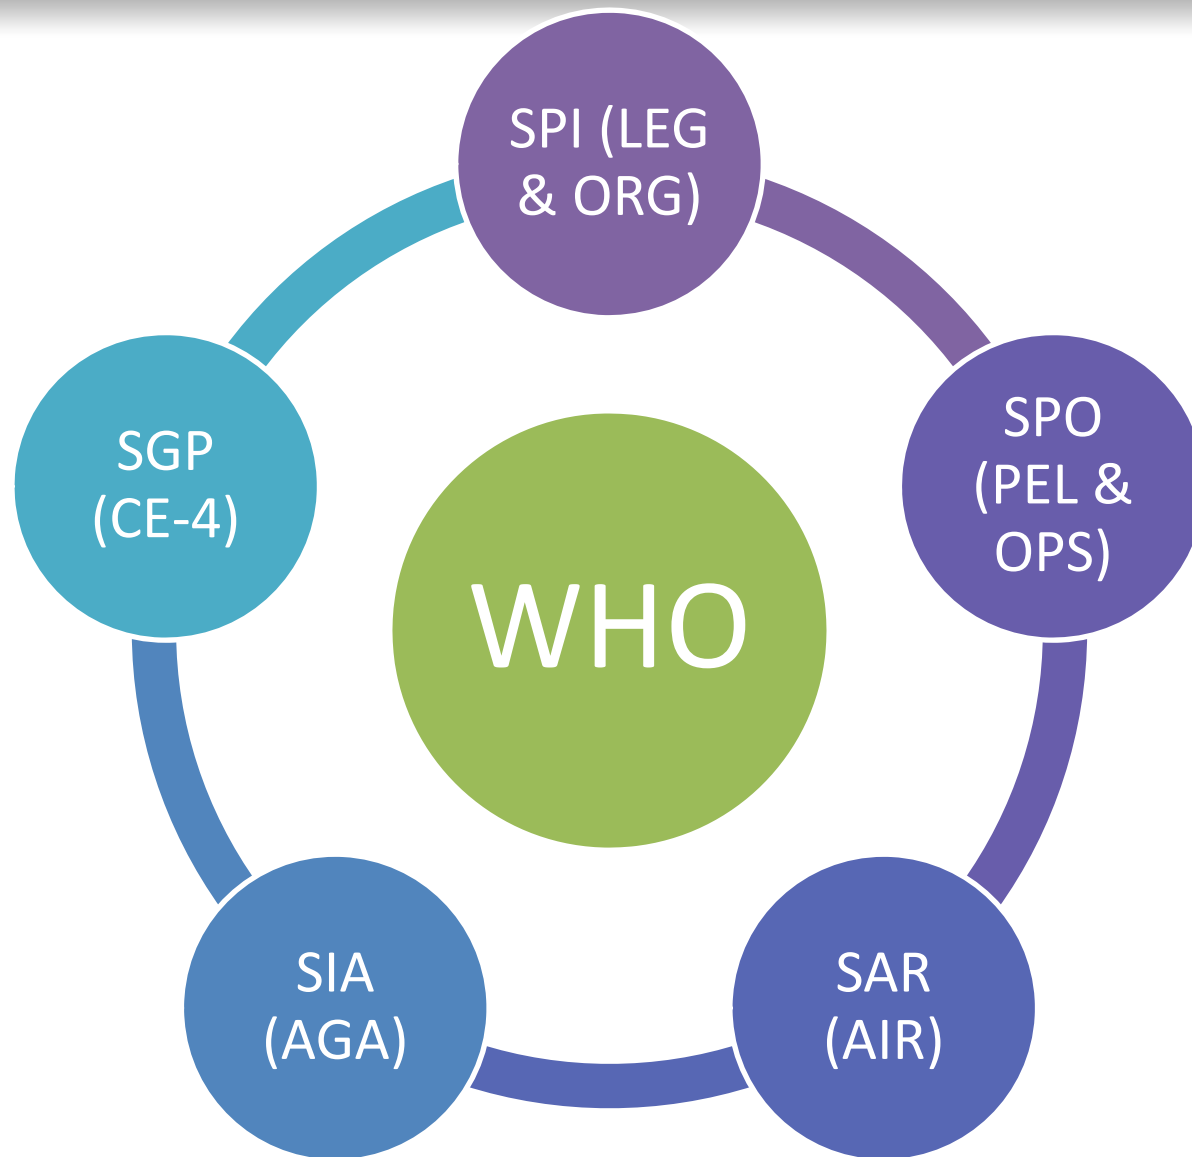 SPI (LEG
& ORG)
SPO
(PEL &
OPS)
SAR
(AIR)
SIA
(AGA)
SGP
(CE-4)
WHO